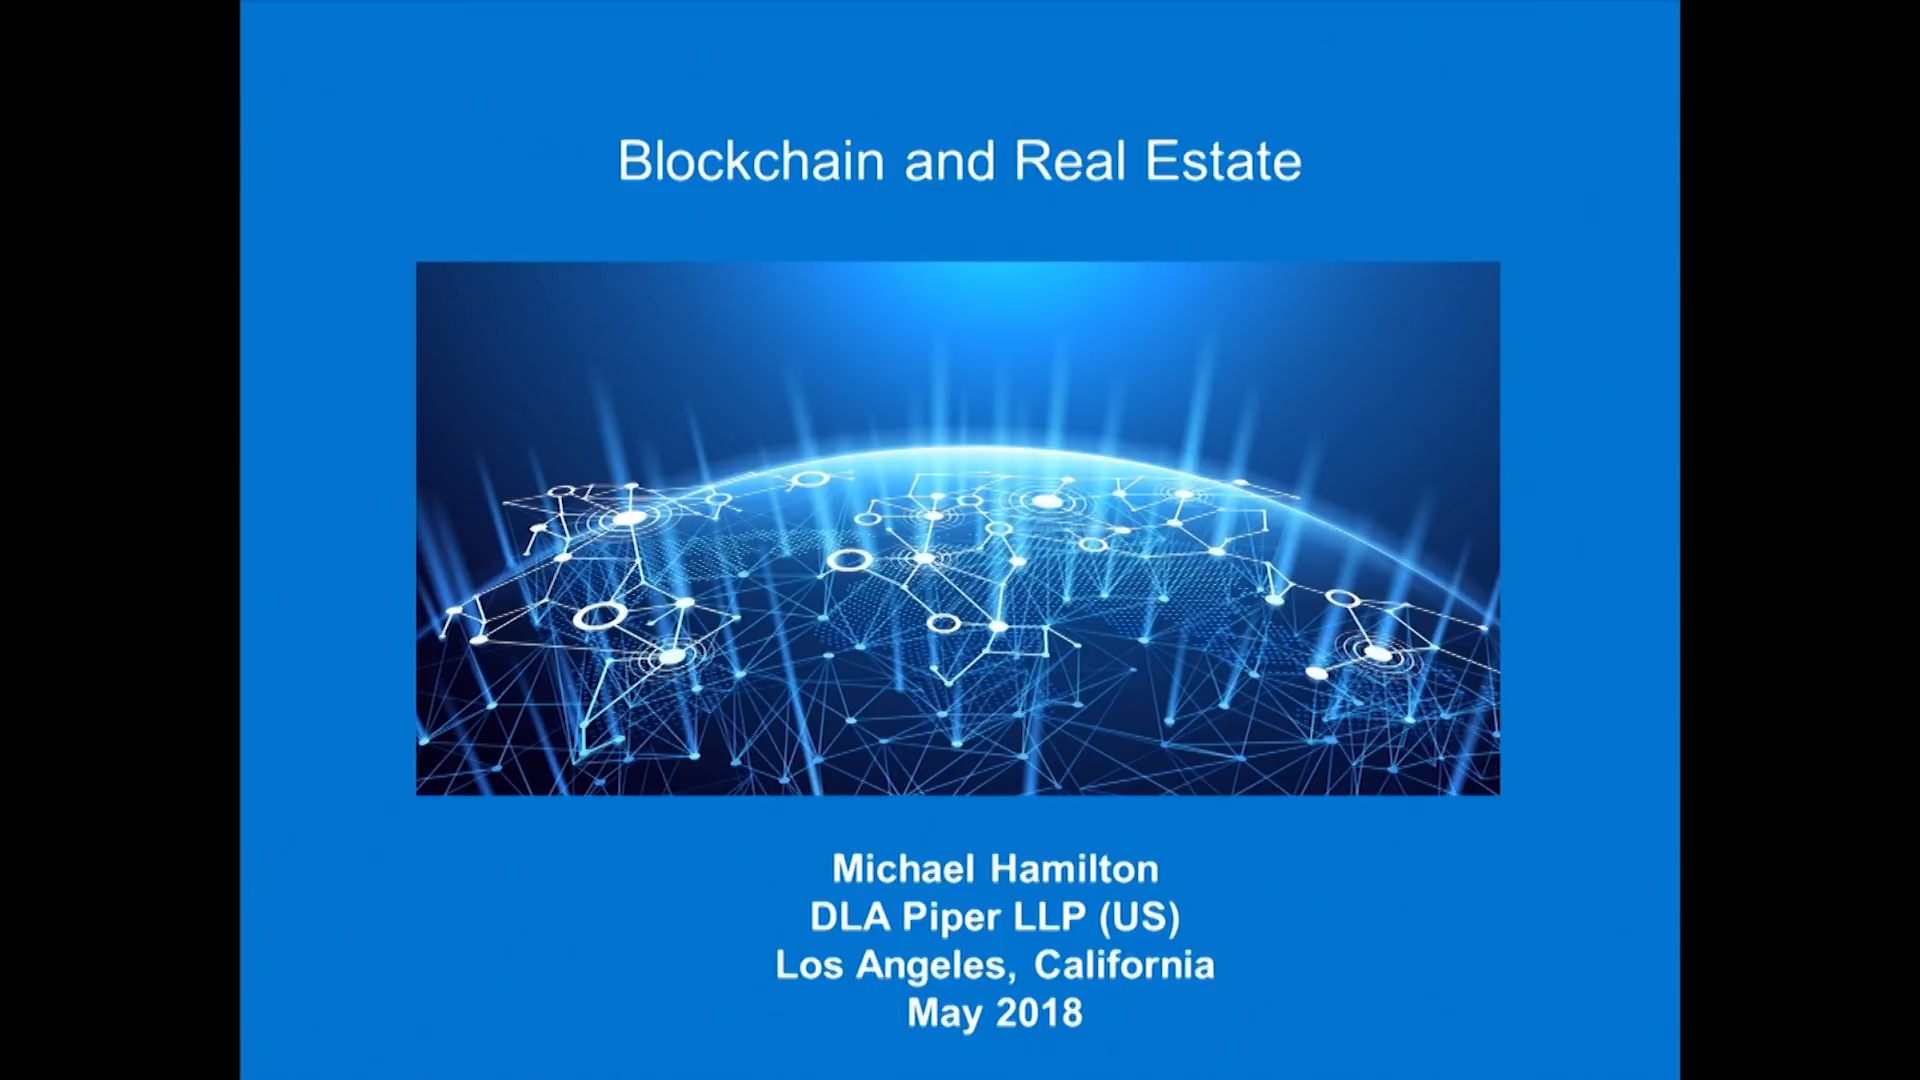 Blockchain and Real Estate
Michael Hamilton
DLA Piper LLP (US)
Los Angeles, California
May 2018